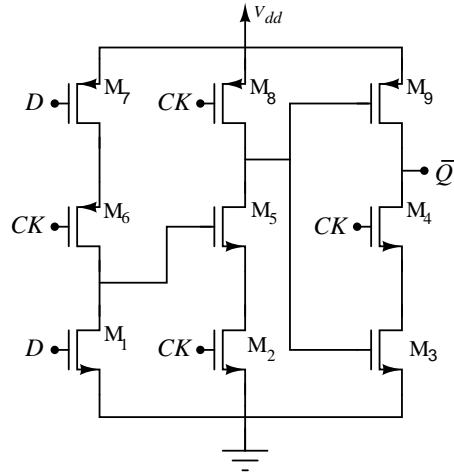 V_dd
D M_7 CK M_8 M_9
Q̅
CK M_6 M_5 CK M_4
D M_1 CK M_2 M_3